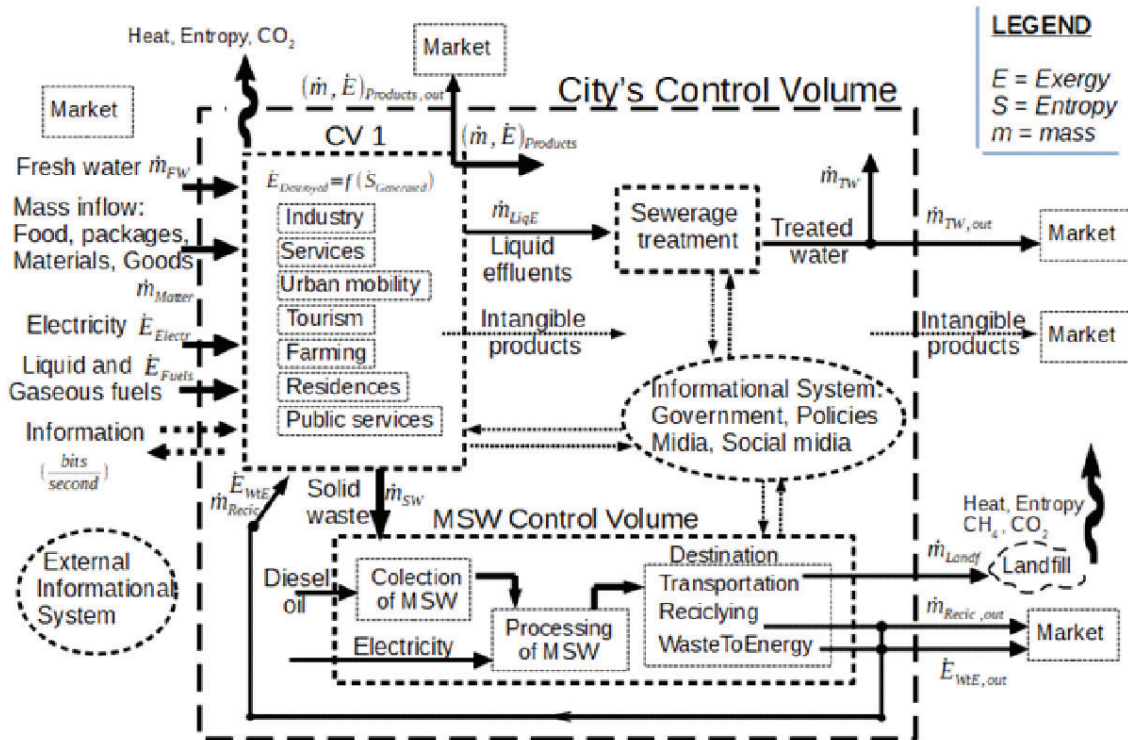 Heat, Entropy, CO₂
Market
LEGEND
E = Exergy
S = Entropy
m = mass
(ṁ, Ė)Products,out
City's Control Volume
Market
CV 1
(ṁ, Ė)Products
Fresh water ṁFW
ĖDestroyed=f(ṠGenerated)
ṁTW
Mass inflow:
Food, packages,
Materials, Goods
ṁMatter
Industry
Services
Urban mobility
Tourism
Farming
Residences
Public services
ṁLiqE
Liquid
effluents
Sewerage
treatment
Treated
water
ṁTW,out
Market
Electricity ĖElectr
Liquid and ĖFuels
Gaseous fuels
Intangible
products
Intangible
products
Market
Information
(bits/second)
Informational System:
Government, Policies
Midia, Social midia
ĖWtE
ṁRecic
Solid
waste
ṁSW
MSW Control Volume
Heat, Entropy
CH₄, CO₂
External
Informational
System
Diesel
oil
Colection
of MSW
Processing
of MSW
Electricity
Destination
Transportation
Reciclying
WasteToEnergy
ṁLandf
Landfill
ṁRecic,out
Market
ĖWtE,out